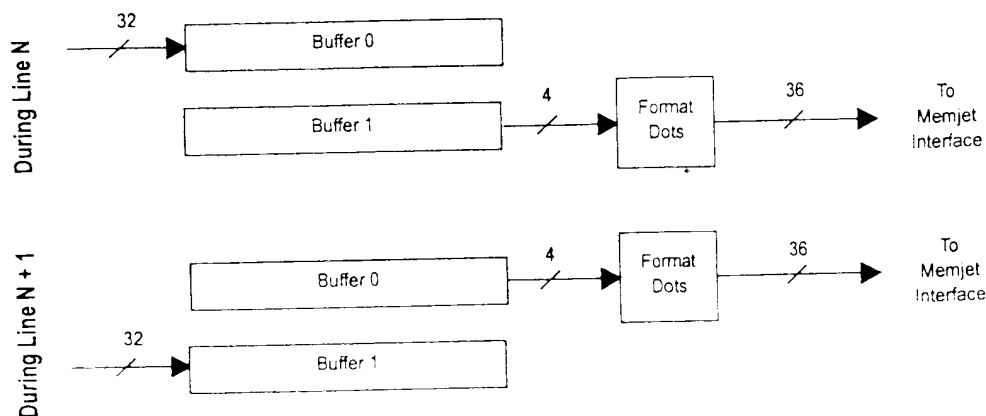 During Line N
32
Buffer 0
Buffer 1
4
Format
Dots
36
To
Memjet
Interface
During Line N + 1
Buffer 0
4
Format
Dots
36
To
Memjet
Interface
32
Buffer 1